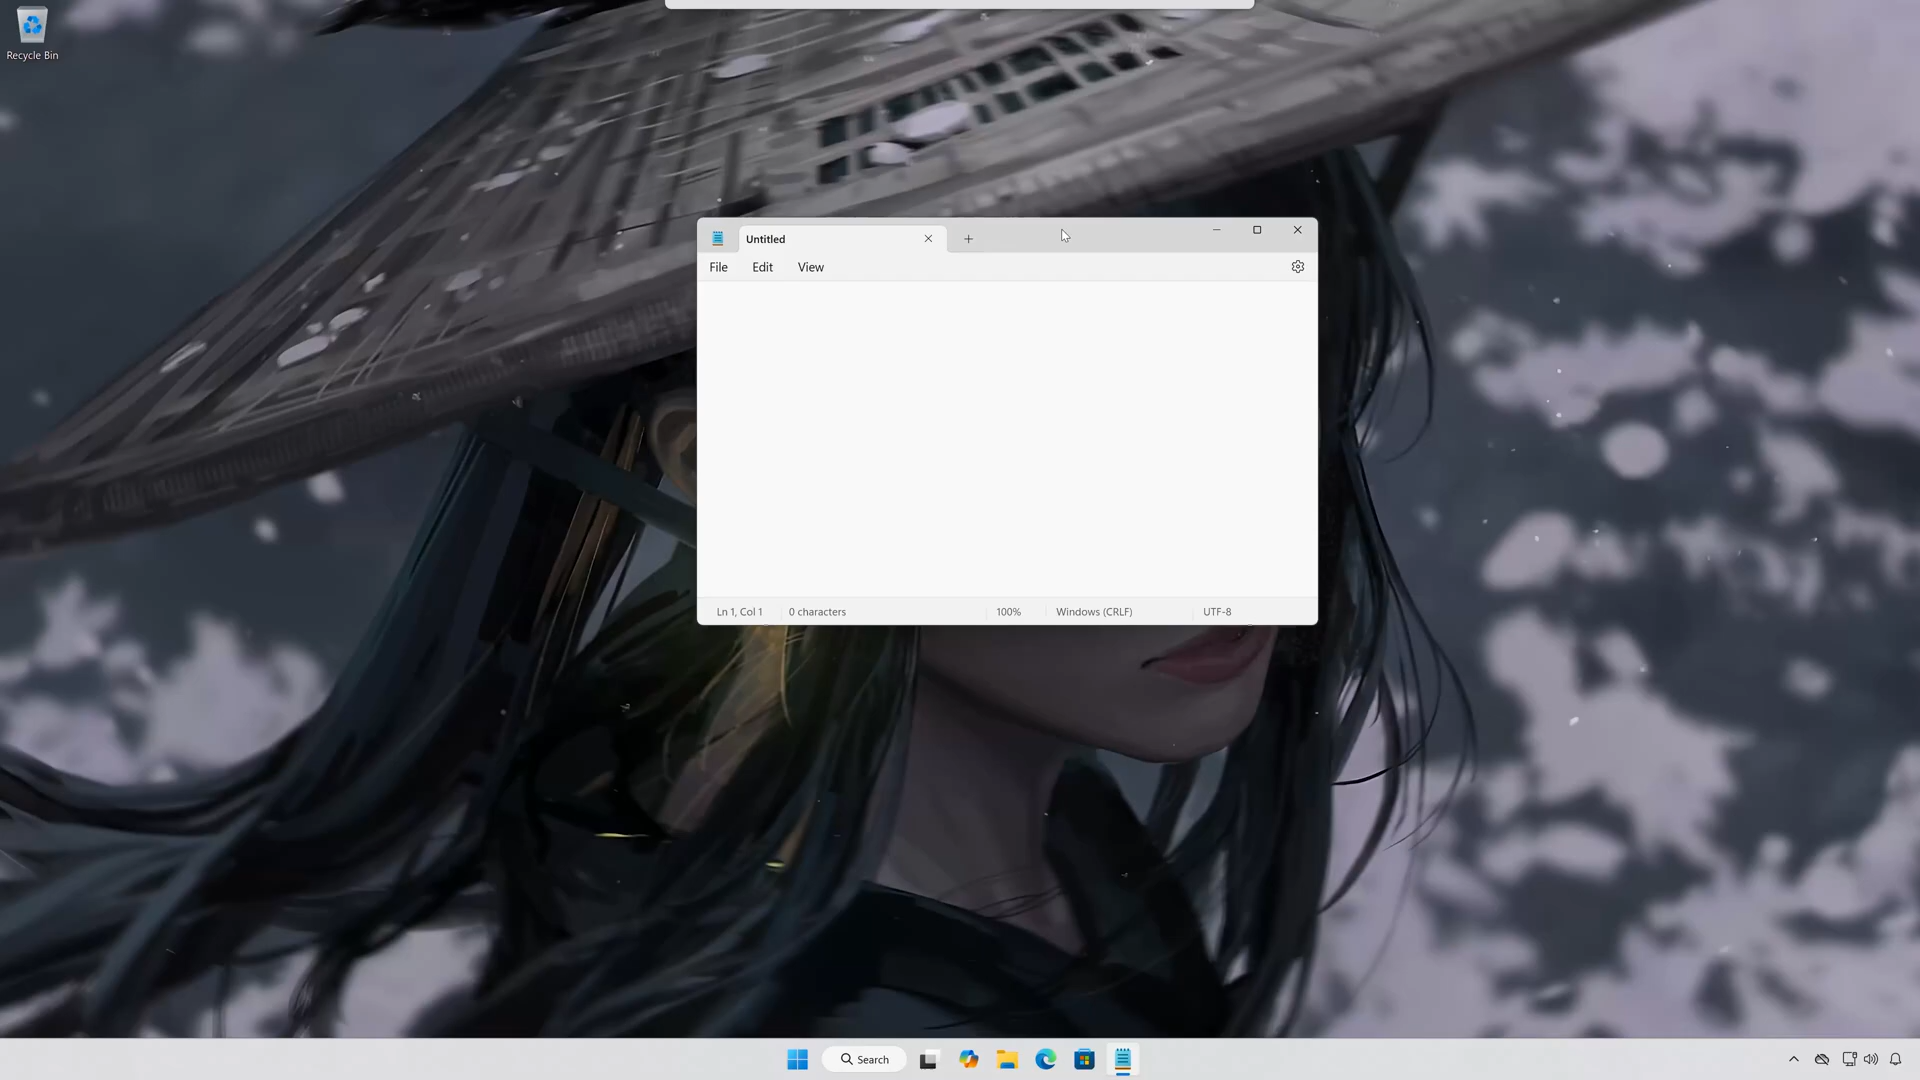 Recycle Bin
Untitled
File Edit View
Ln 1, Col 1 0 characters 100% Windows (CRLF) UTF-8
Search